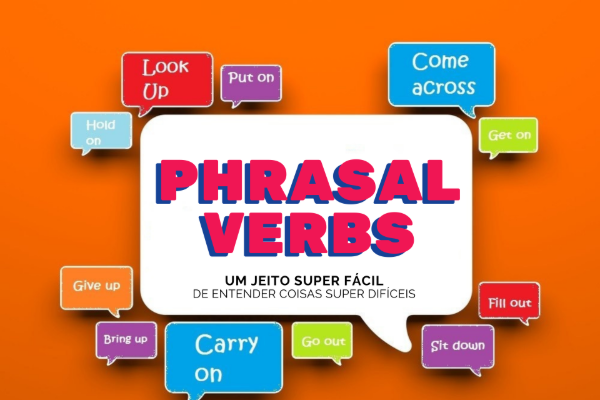 Look
Up
Put on
Come
across
Hold
on
Get on
PHRASAL
VERBS
UM JEITO SUPER FÁCIL
DE ENTENDER COISAS SUPER DIFÍCEIS
Give up
Fill out
Bring up
Carry
on
Go out
Sit down